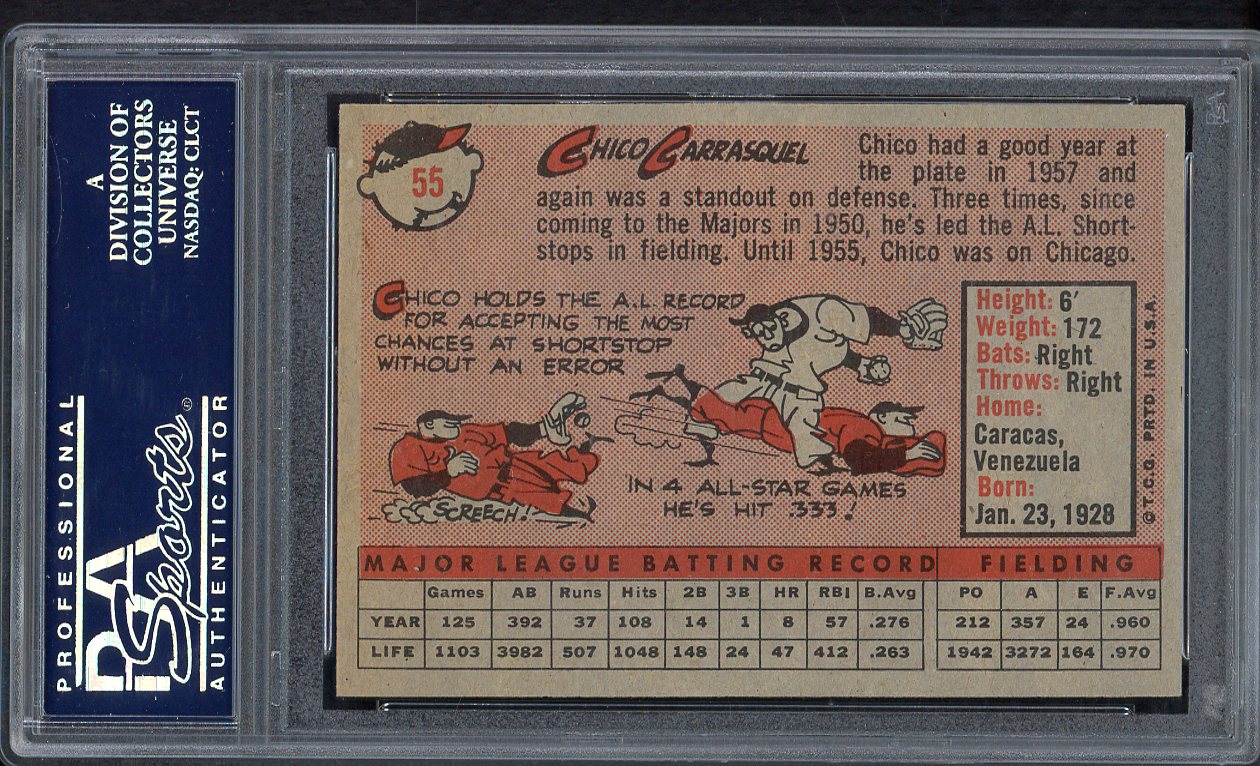 A
DIVISION OF
COLLECTORS
UNIVERSE
NASDAQ: CLCT
PROFESSIONAL
PSA
Sports®
AUTHENTICATOR
55
CHICO CARRASQUEL
Chico had a good year at
the plate in 1957 and
again was a standout on defense. Three times, since
coming to the Majors in 1950, he's led the A.L. Short-
stops in fielding. Until 1955, Chico was on Chicago.
CHICO HOLDS THE A.L. RECORD
FOR ACCEPTING THE MOST
CHANCES AT SHORTSTOP
WITHOUT AN ERROR
SCREECH!
IN 4 ALL-STAR GAMES
HE'S HIT .333!
Height: 6'
Weight: 172
Bats: Right
Throws: Right
Home:
Caracas,
Venezuela
Born:
Jan. 23, 1928
©T.C.G. PRTD. IN U.S.A.
MAJOR LEAGUE BATTING RECORD FIELDING
Games AB Runs Hits 2B 3B HR RBI B.Avg PO A E F.Avg
YEAR 125 392 37 108 14 1 8 57 .276 212 357 24 .960
LIFE 1103 3982 507 1048 148 24 47 412 .263 1942 3272 164 .970
PSA